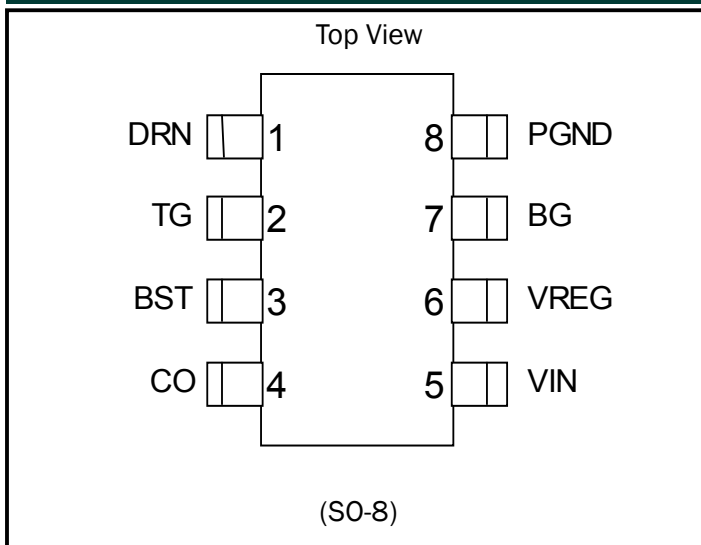 Top View
DRN 1 8 PGND
TG 2 7 BG
BST 3 6 VREG
CO 4 5 VIN
(SO-8)